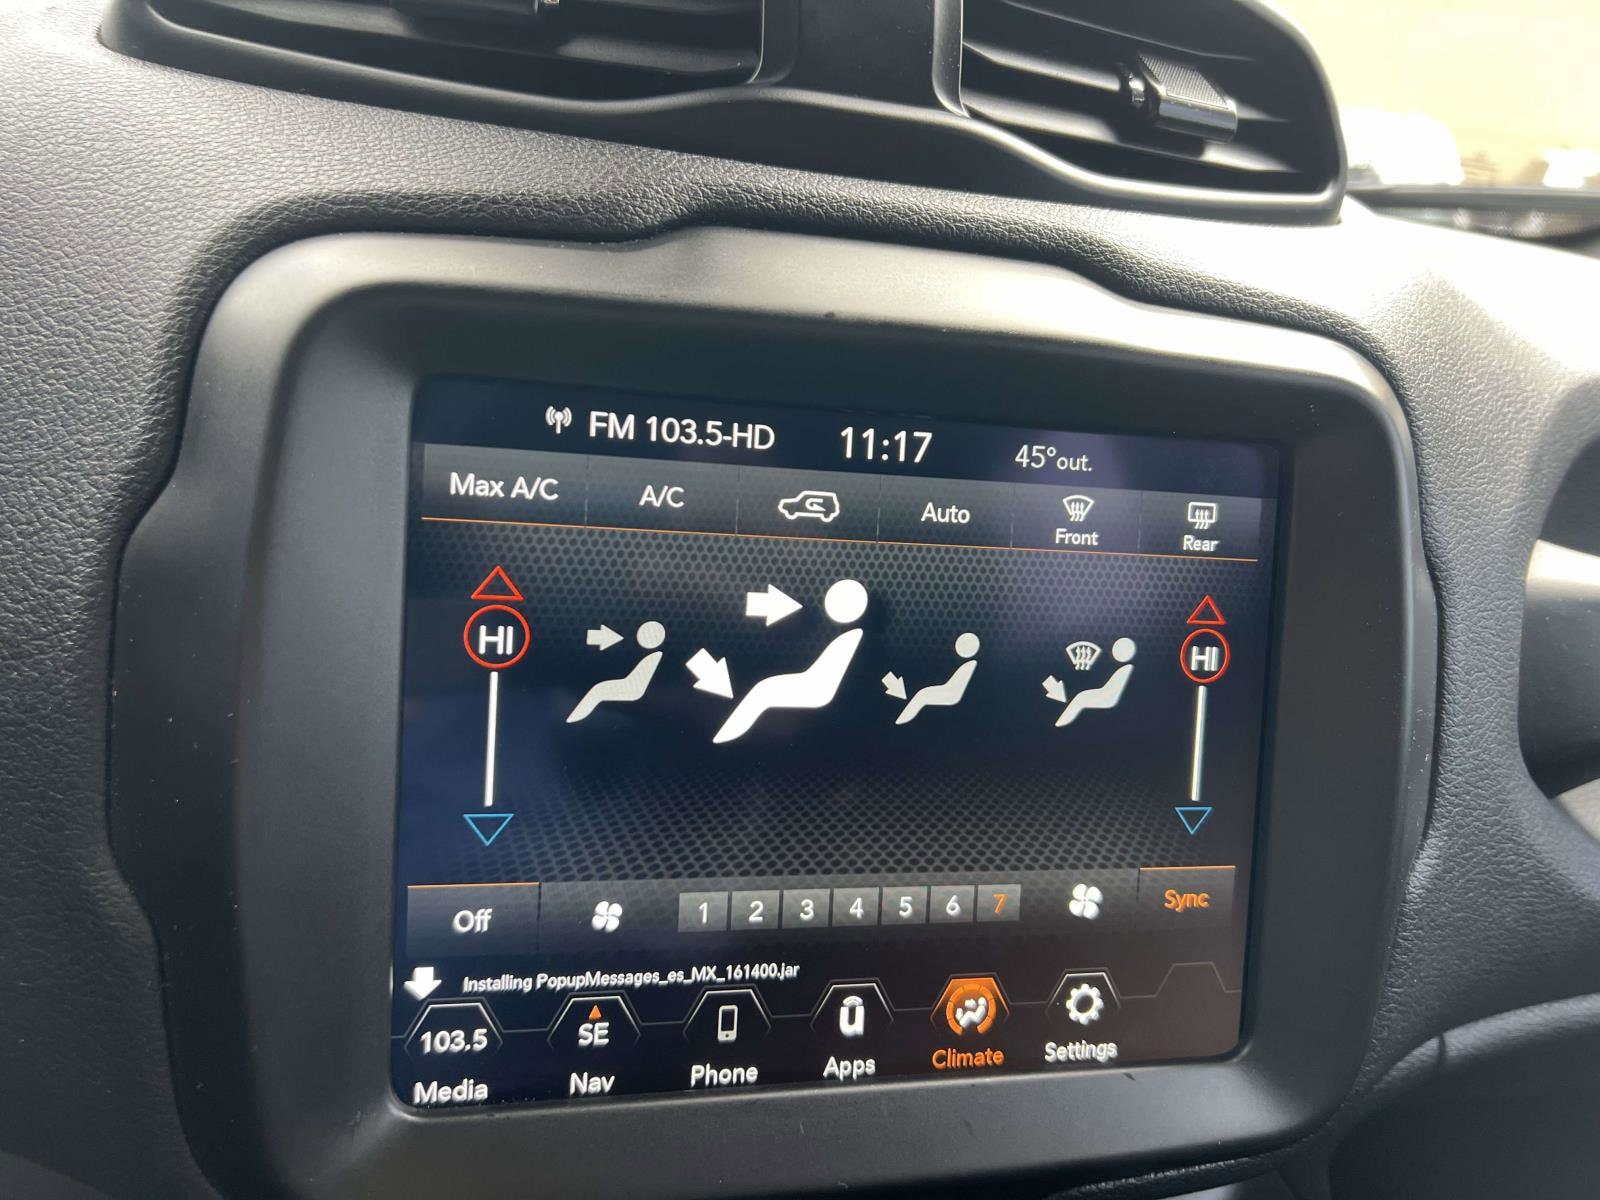 FM 103.5-HD 11:17 45°out.
Max A/C A/C Auto Front Rear
HI HI
Off 1 2 3 4 5 6 7 Sync
Installing PopupMessages_es_MX_161400.jar
103.5 SE
Media Nav Phone Apps Climate Settings